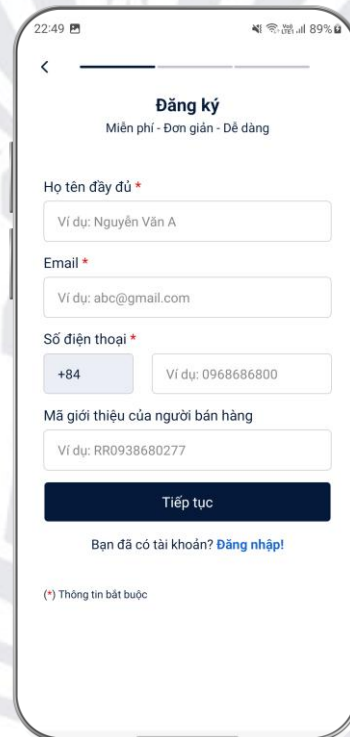 22:49
89%
Đăng ký
Miễn phí - Đơn giản - Dễ dàng
Họ tên đầy đủ *
Ví dụ: Nguyễn Văn A
Email *
Ví dụ: abc@gmail.com
Số điện thoại *
+84 Ví dụ: 0968686800
Mã giới thiệu của người bán hàng
Ví dụ: RR0938680277
Tiếp tục
Bạn đã có tài khoản? Đăng nhập!
(*) Thông tin bắt buộc